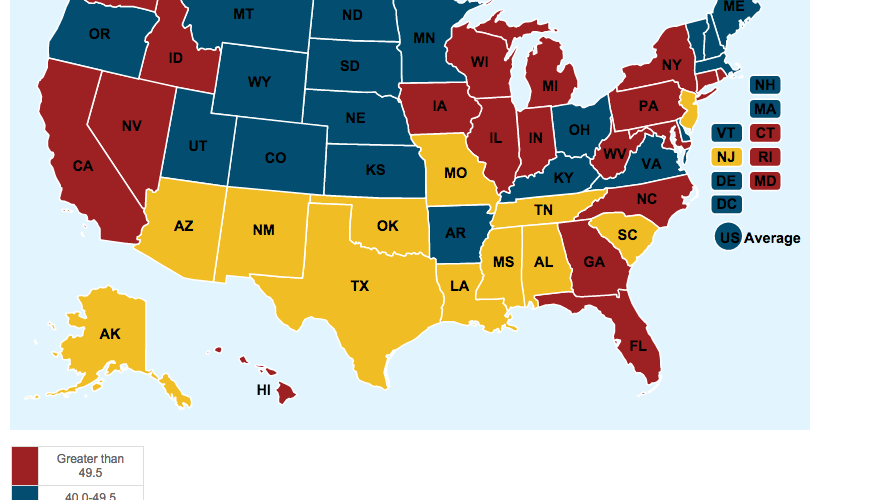 ME
MT
ND
OR
MN
ID
WI
NY
SD
MI
WY
NH
IA
PA
MA
NE
NV
OH
VT
CT
IL
IN
UT
WV
CO
VA
NJ
RI
CA
KS
MO
KY
DE
MD
NC
DC
TN
AZ
NM
OK
AR
SC
US Average
MS
AL
GA
TX
LA
AK
FL
HI
Greater than
49.5
40.0-49.5